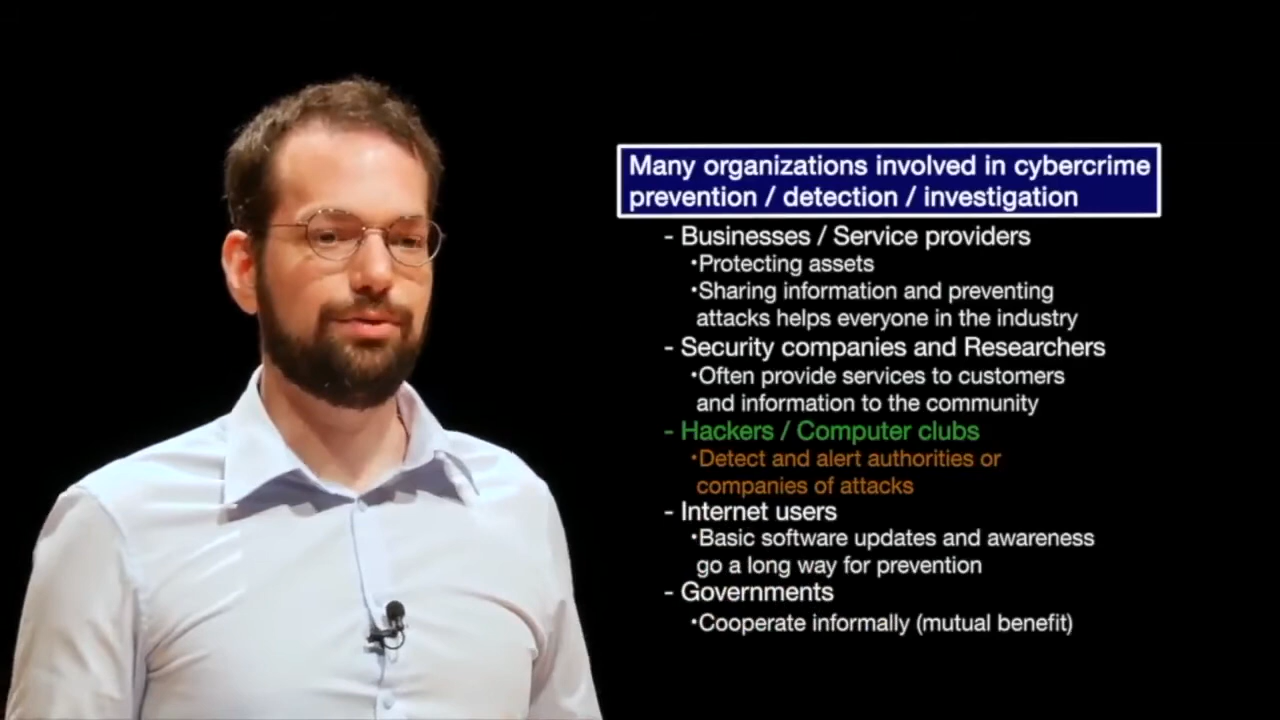 Many organizations involved in cybercrime
prevention / detection / investigation
- Businesses / Service providers
•Protecting assets
•Sharing information and preventing
attacks helps everyone in the industry
- Security companies and Researchers
•Often provide services to customers
and information to the community
- Hackers / Computer clubs
•Detect and alert authorities or
companies of attacks
- Internet users
•Basic software updates and awareness
go a long way for prevention
- Governments
•Cooperate informally (mutual benefit)